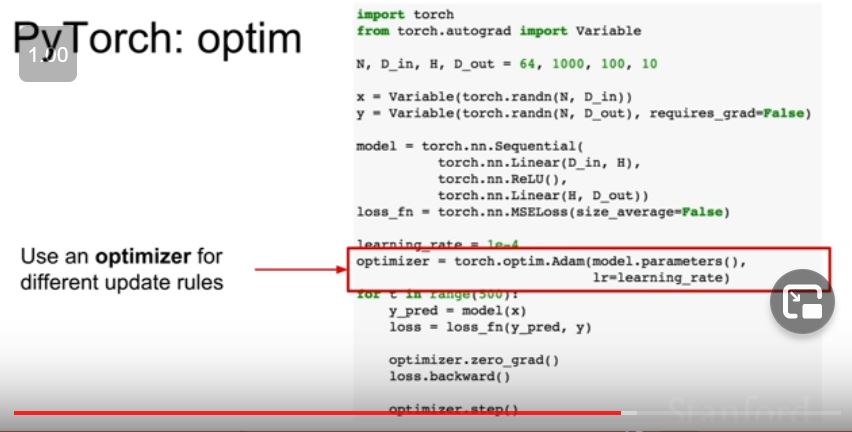 PyTorch: optim
1.00
import torch
from torch.autograd import Variable
N, D_in, H, D_out = 64, 1000, 100, 10
x = Variable(torch.randn(N, D_in))
y = Variable(torch.randn(N, D_out), requires_grad=False)
model = torch.nn.Sequential(
torch.nn.Linear(D_in, H),
torch.nn.ReLU(),
torch.nn.Linear(H, D_out))
loss_fn = torch.nn.MSELoss(size_average=False)
learning_rate = 1e-4
Use an optimizer for
different update rules
optimizer = torch.optim.Adam(model.parameters(),
lr=learning_rate)
for t in range(500):
y_pred = model(x)
loss = loss_fn(y_pred, y)
optimizer.zero_grad()
loss.backward()
optimizer.step()
Stanford